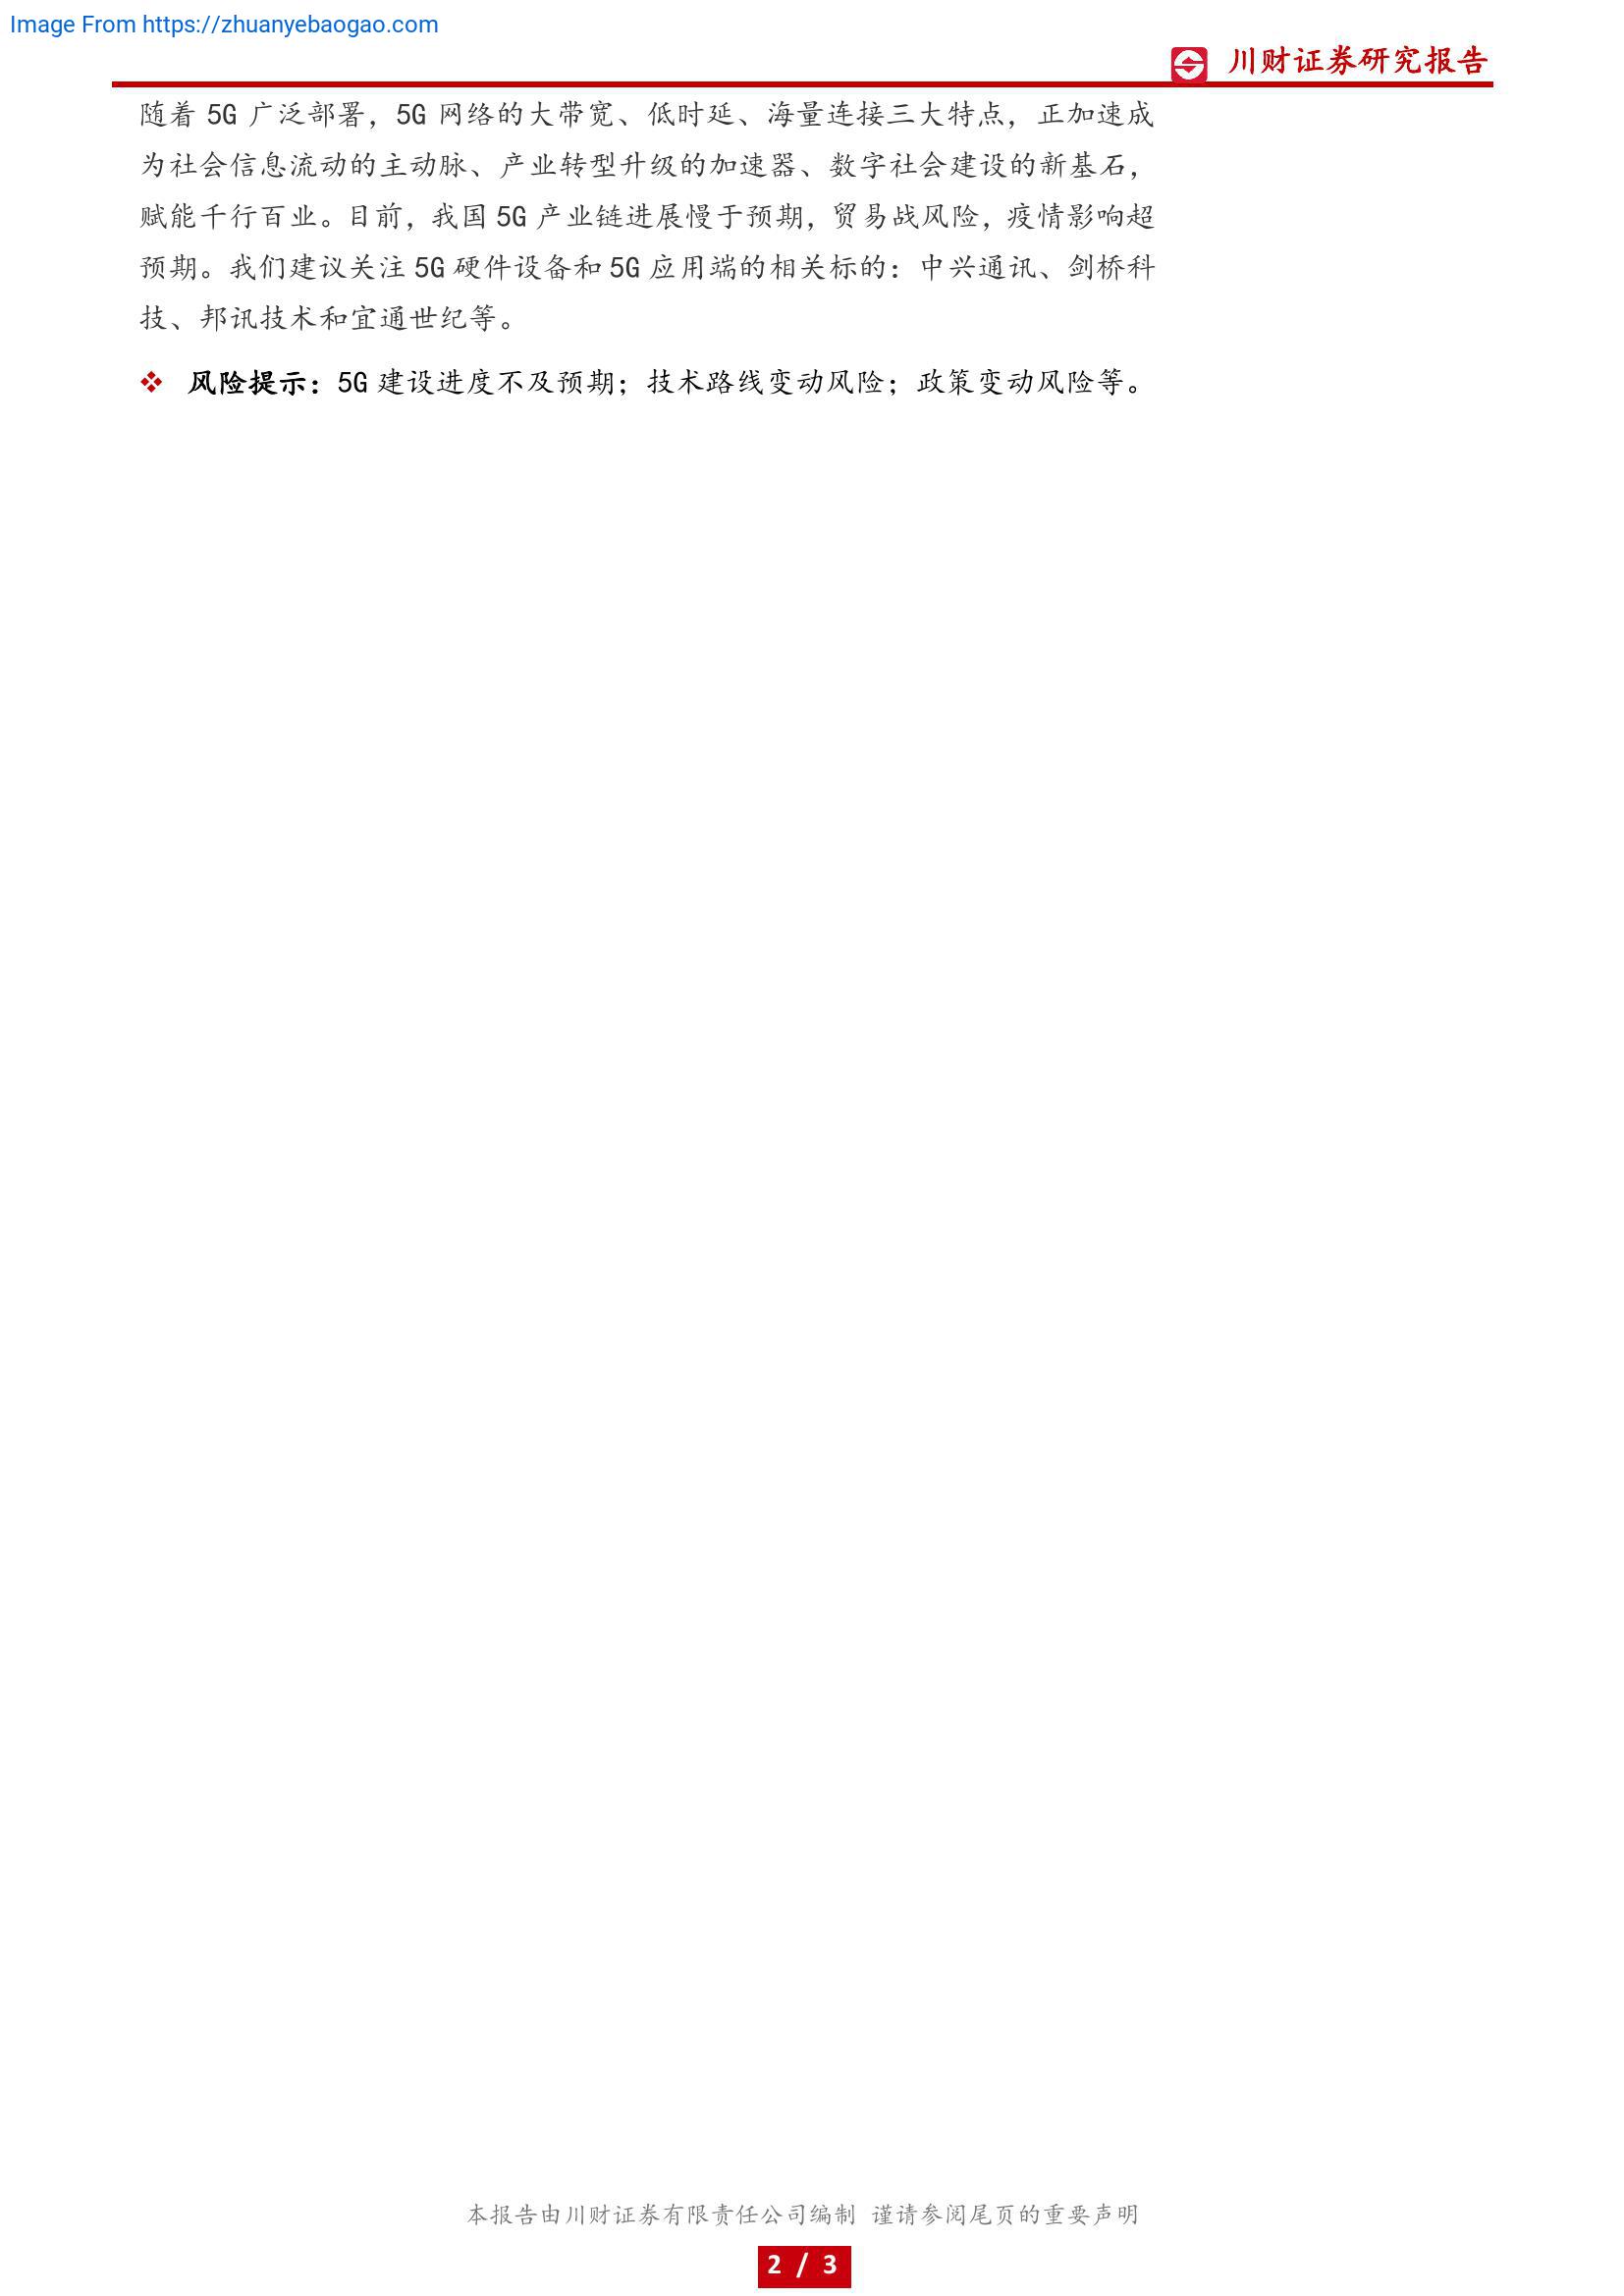 Image From https://zhuanyebaogao.com
川财证券研究报告
随着 5G 广泛部署，5G 网络的大带宽、低时延、海量连接三大特点，正加速成
为社会信息流动的主动脉、产业转型升级的加速器、数字社会建设的新基石，
赋能千行百业。目前，我国 5G 产业链进展慢于预期，贸易战风险，疫情影响超
预期。我们建议关注 5G 硬件设备和 5G 应用端的相关标的：中兴通讯、剑桥科
技、邦讯技术和宜通世纪等。
❖ 风险提示：5G 建设进度不及预期；技术路线变动风险；政策变动风险等。
本报告由川财证券有限责任公司编制 谨请参阅尾页的重要声明
2 / 3